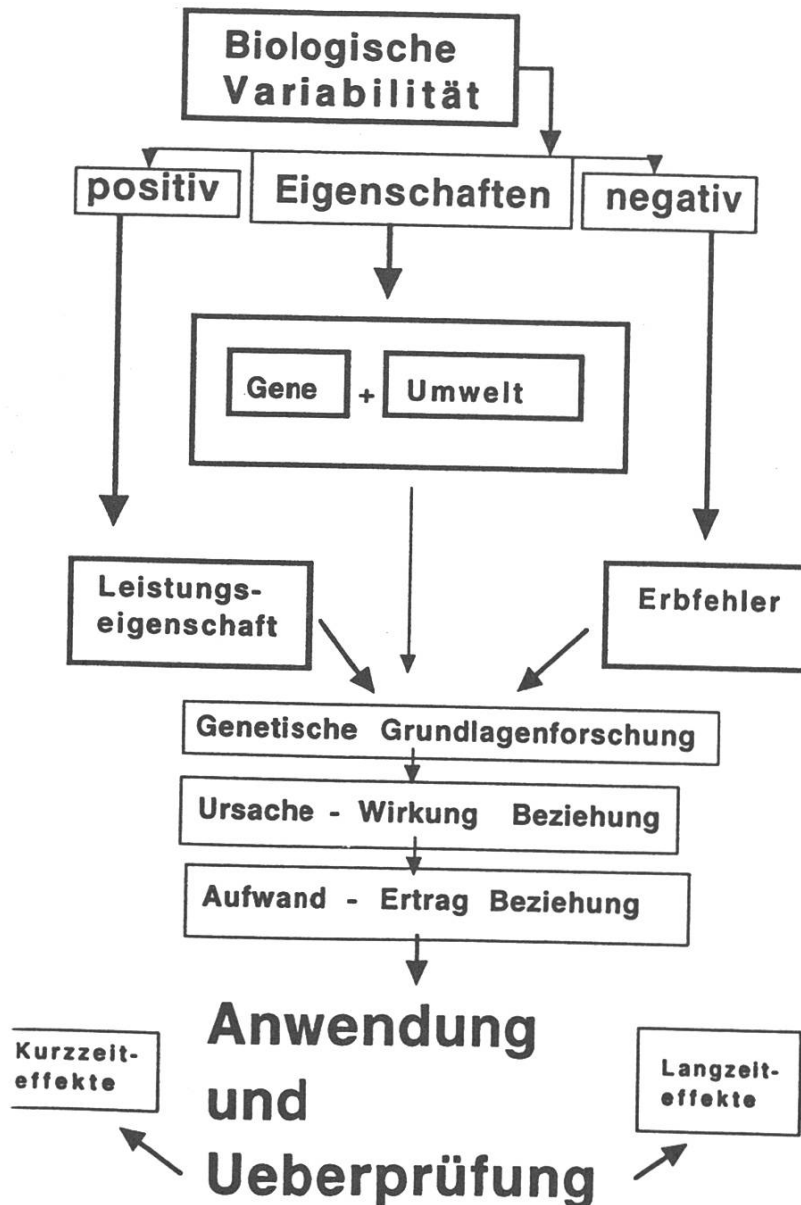 Biologische
Variabilität
positiv
Eigenschaften
negativ
Gene + Umwelt
Leistungs-
eigenschaft
Erbfehler
Genetische Grundlagenforschung
Ursache - Wirkung Beziehung
Aufwand - Ertrag Beziehung
Anwendung
und
Ueberprüfung
Kurzzeit-
effekte
Langzeit-
effekte